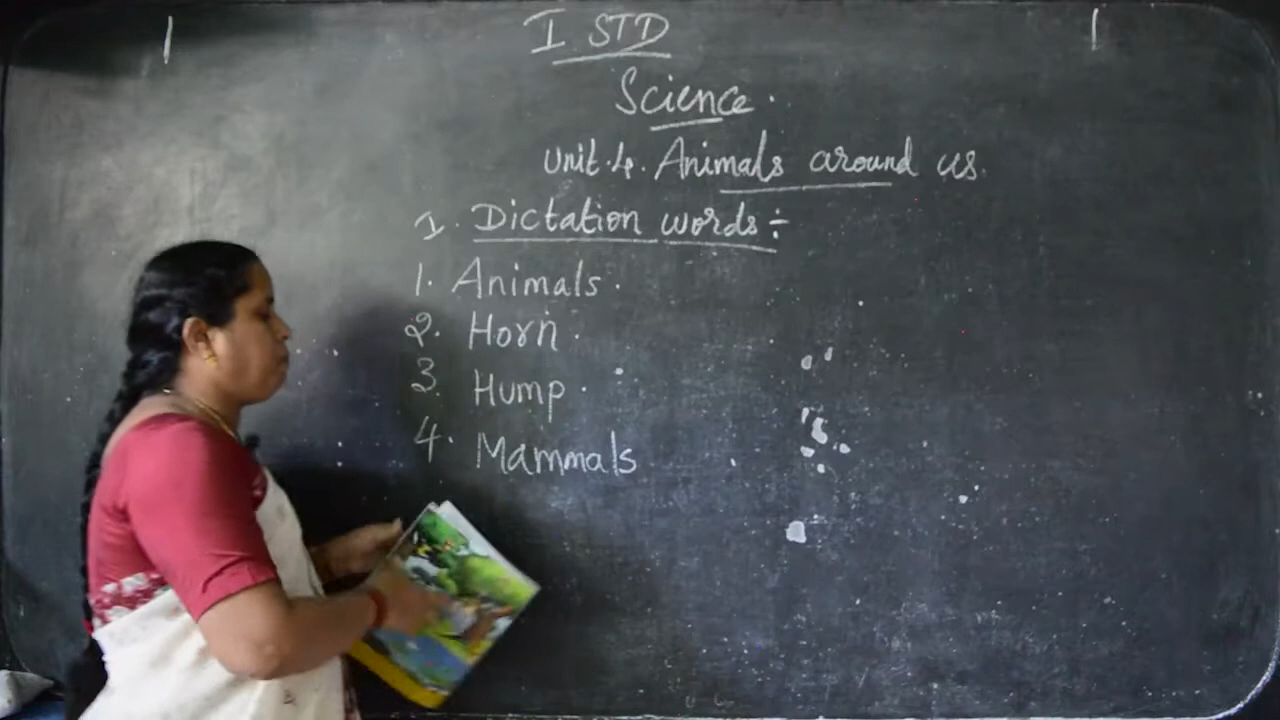 I STD
Science.
Unit.4. Animals around us.
I. Dictation words÷
1. Animals.
2. Horn.
3. Hump.
4. Mammals